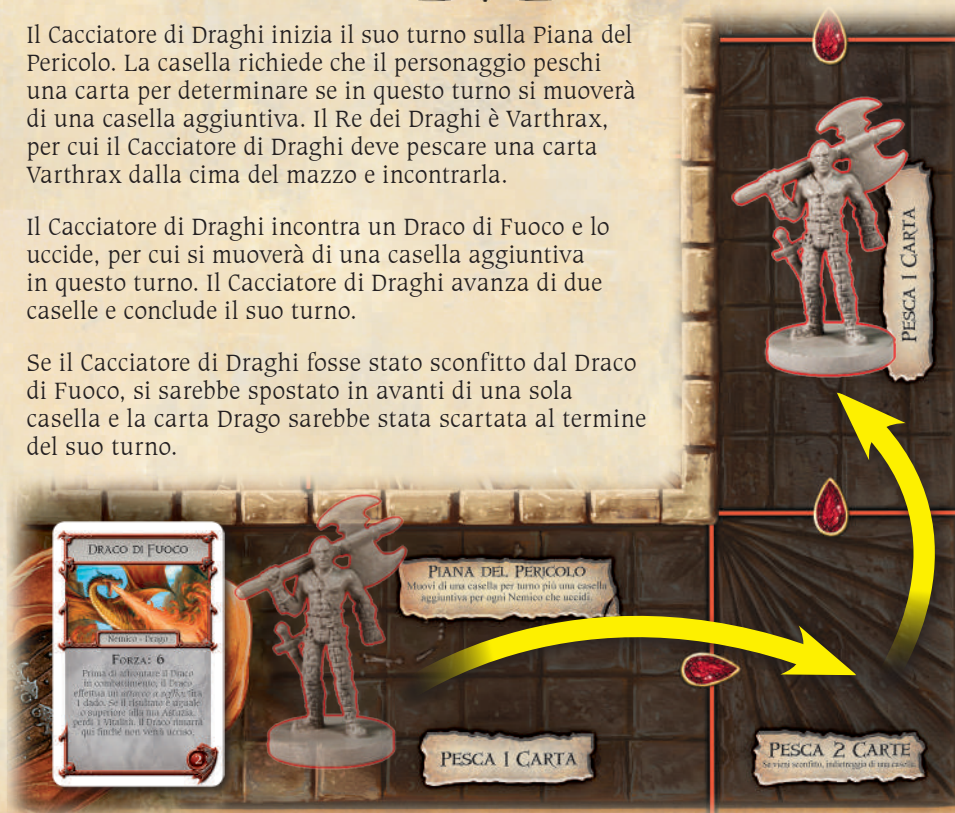 Il Cacciatore di Draghi inizia il suo turno sulla Piana del
Pericolo. La casella richiede che il personaggio peschi
una carta per determinare se in questo turno si muoverà
di una casella aggiuntiva. Il Re dei Draghi è Varthrax,
per cui il Cacciatore di Draghi deve pescare una carta
Varthrax dalla cima del mazzo e incontrarla.
Il Cacciatore di Draghi incontra un Draco di Fuoco e lo
uccide, per cui si muoverà di una casella aggiuntiva
in questo turno. Il Cacciatore di Draghi avanza di due
caselle e conclude il suo turno.
Se il Cacciatore di Draghi fosse stato sconfitto dal Draco
di Fuoco, si sarebbe spostato in avanti di una sola
casella e la carta Drago sarebbe stata scartata al termine
del suo turno.
PESCA 1 CARTA
DRACO DI FUOCO
Nemico - Drago
FORZA: 6
Prima di affrontare il Draco
in combattimento, il Draco
effettua un attacco a soffio: tira
1 dado. Se il risultato è uguale
o superiore alla tua Astuzia,
perdi 1 Vitalità. Il Draco rimarrà
qui finché non verrà ucciso.
2
PIANA DEL PERICOLO
Muovi di una casella per turno più una casella
aggiuntiva per ogni Nemico che uccidi.
PESCA 1 CARTA
PESCA 2 CARTE
Se vieni sconfitto, indietreggia di una casella.